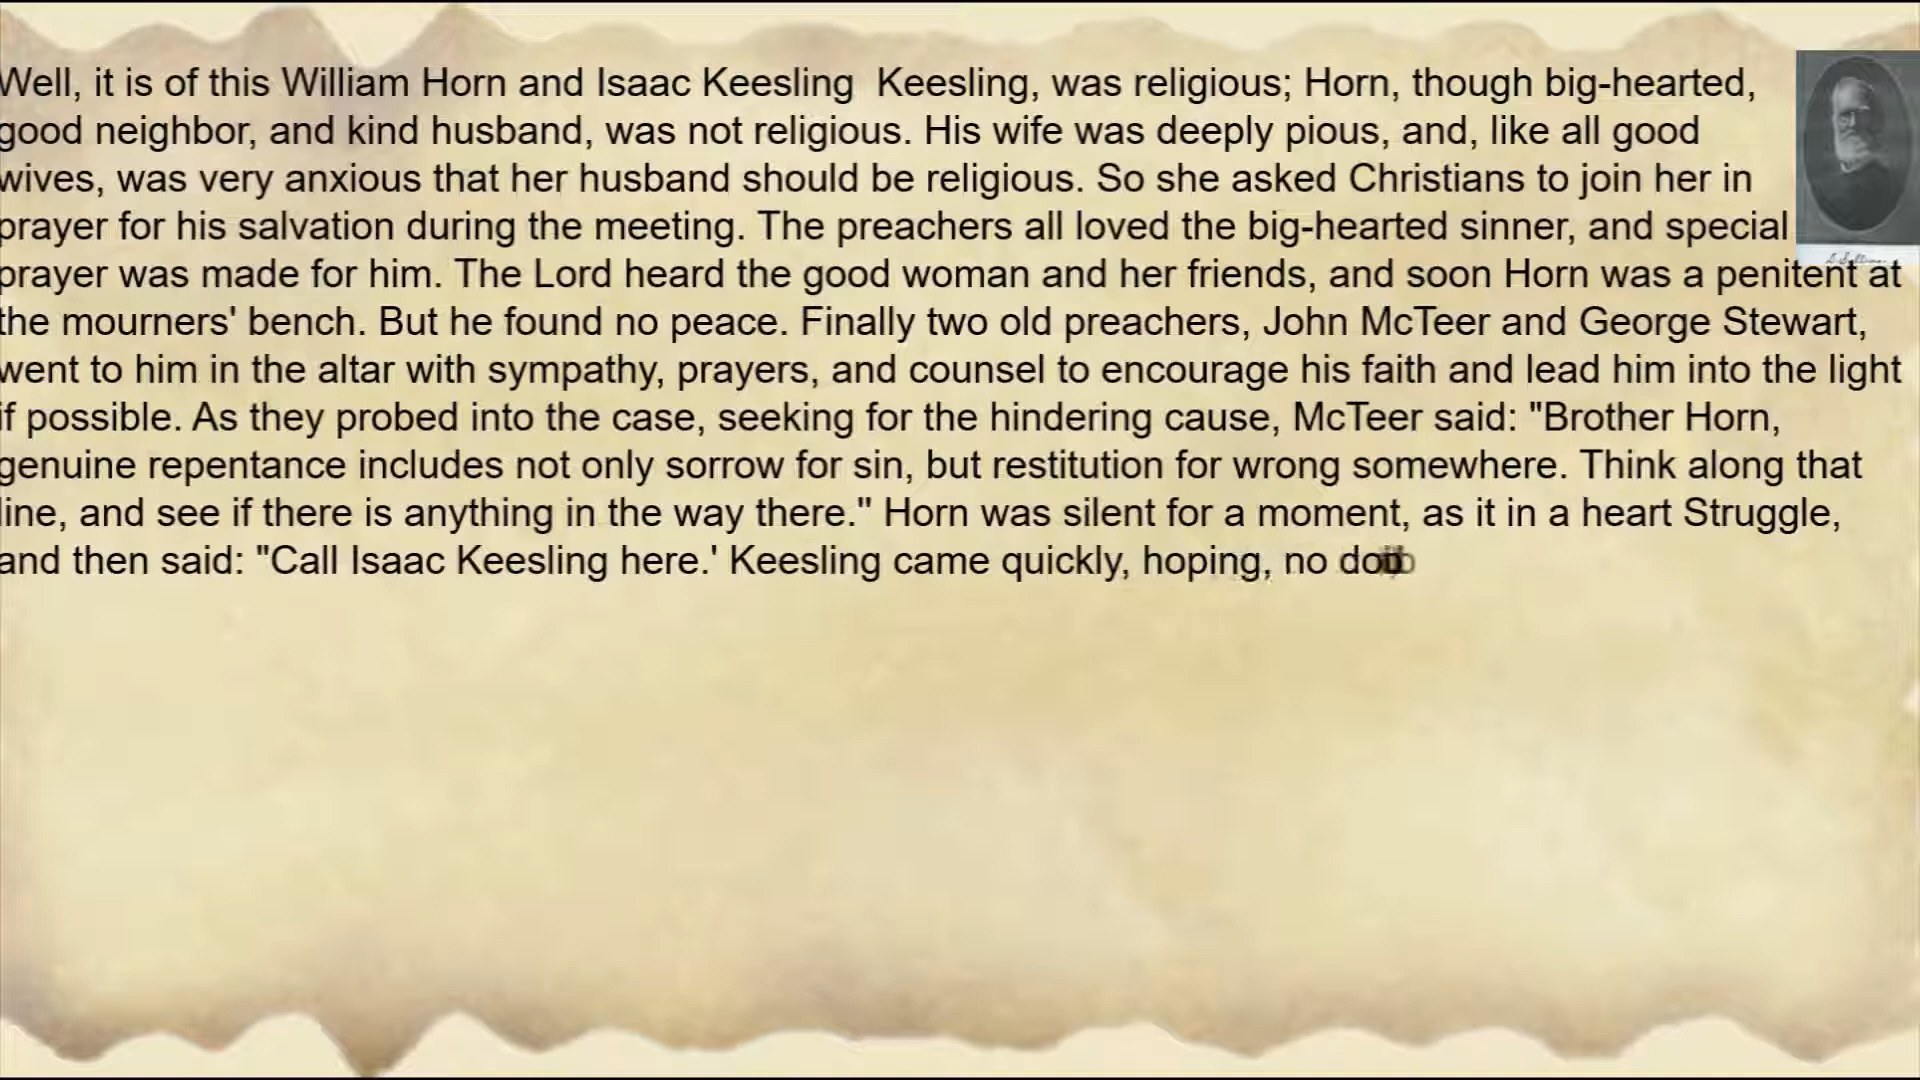 Well, it is of this William Horn and Isaac Keesling  Keesling, was religious; Horn, though big-hearted,
good neighbor, and kind husband, was not religious. His wife was deeply pious, and, like all good
wives, was very anxious that her husband should be religious. So she asked Christians to join her in
prayer for his salvation during the meeting. The preachers all loved the big-hearted sinner, and special
prayer was made for him. The Lord heard the good woman and her friends, and soon Horn was a penitent at
the mourners' bench. But he found no peace. Finally two old preachers, John McTeer and George Stewart,
went to him in the altar with sympathy, prayers, and counsel to encourage his faith and lead him into the light
if possible. As they probed into the case, seeking for the hindering cause, McTeer said: "Brother Horn,
genuine repentance includes not only sorrow for sin, but restitution for wrong somewhere. Think along that
line, and see if there is anything in the way there." Horn was silent for a moment, as it in a heart Struggle,
and then said: "Call Isaac Keesling here.' Keesling came quickly, hoping, no